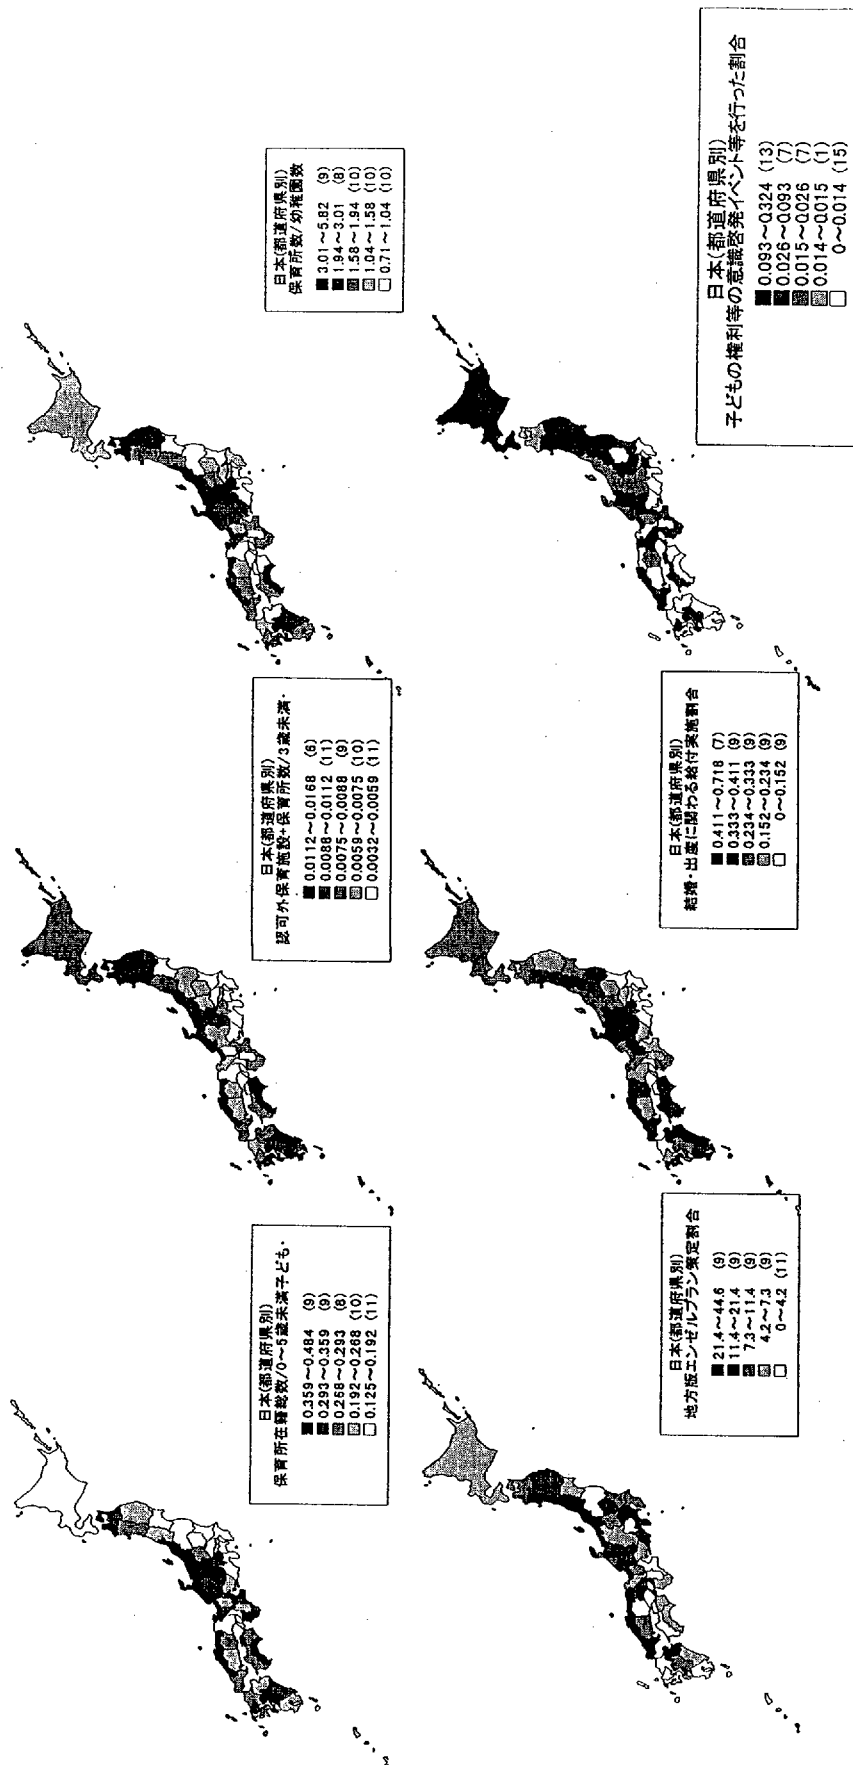 日本(都道府県別)
保育所在籍総数/0～5歳未満子ども・
0.359～0.484 (9)
0.293～0.359 (9)
0.268～0.293 (8)
0.192～0.268 (10)
0.125～0.192 (11)
日本(都道府県別)
認可外保育施設+保育所数/3歳未満・
0.0112～0.0168 (6)
0.0088～0.0112 (11)
0.0075～0.0088 (9)
0.0059～0.0075 (10)
0.0032～0.0059 (11)
日本(都道府県別)
保育所数/幼稚園数
3.01～5.82 (9)
1.94～3.01 (8)
1.58～1.94 (10)
1.04～1.58 (10)
0.71～1.04 (10)
日本(都道府県別)
地方版エンゼルプラン策定割合
21.4～44.6 (9)
11.4～21.4 (9)
7.3～11.4 (9)
4.2～7.3 (9)
0～4.2 (11)
日本(都道府県別)
結婚・出産に関わる給付実施割合
0.411～0.718 (7)
0.333～0.411 (9)
0.234～0.333 (9)
0.152～0.234 (9)
0～0.152 (9)
日本(都道府県別)
子どもの権利等の意識啓発イベント等を行った割合
0.093～0.324 (13)
0.026～0.093 (7)
0.015～0.026 (7)
0.014～0.015 (1)
0～0.014 (15)